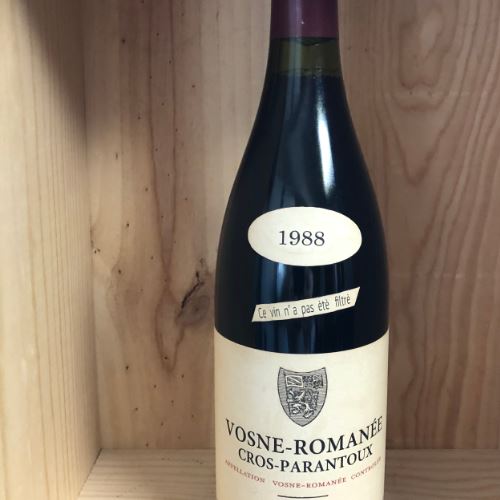 1988
Ce vin n'a pas été filtré
VOSNE-ROMANÉE
CROS-PARANTOUX
APPELLATION VOSNE-ROMANÉE CONTRÔLÉE